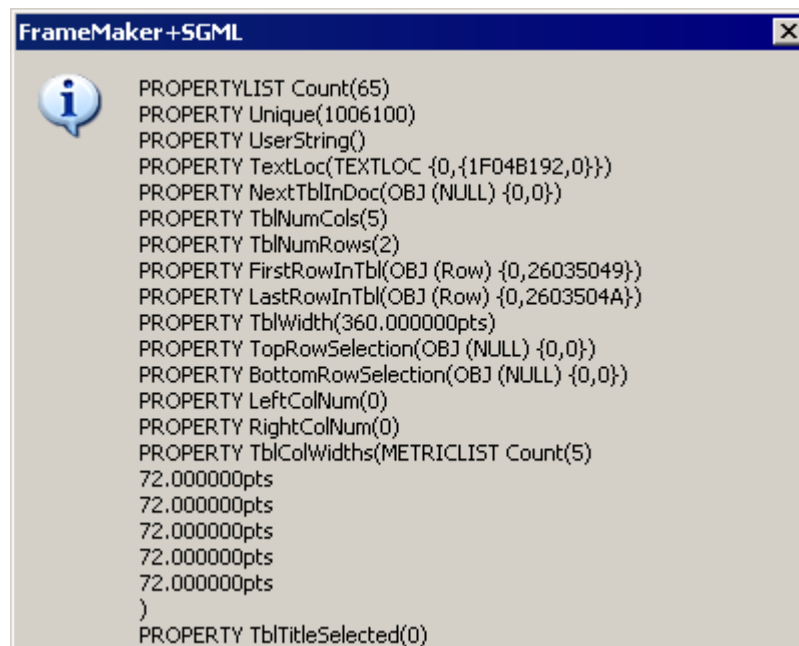 FrameMaker+SGML
PROPERTYLIST Count(65)
PROPERTY Unique(1006100)
PROPERTY UserString()
PROPERTY TextLoc(TEXTLOC {0,{1F04B192,0}})
PROPERTY NextTblInDoc(OBJ (NULL) {0,0})
PROPERTY TblNumCols(5)
PROPERTY TblNumRows(2)
PROPERTY FirstRowInTbl(OBJ (Row) {0,26035049})
PROPERTY LastRowInTbl(OBJ (Row) {0,2603504A})
PROPERTY TblWidth(360.000000pts)
PROPERTY TopRowSelection(OBJ (NULL) {0,0})
PROPERTY BottomRowSelection(OBJ (NULL) {0,0})
PROPERTY LeftColNum(0)
PROPERTY RightColNum(0)
PROPERTY TblColWidths(METRICLIST Count(5)
72.000000pts
72.000000pts
72.000000pts
72.000000pts
72.000000pts
)
PROPERTY TblTitleSelected(0)